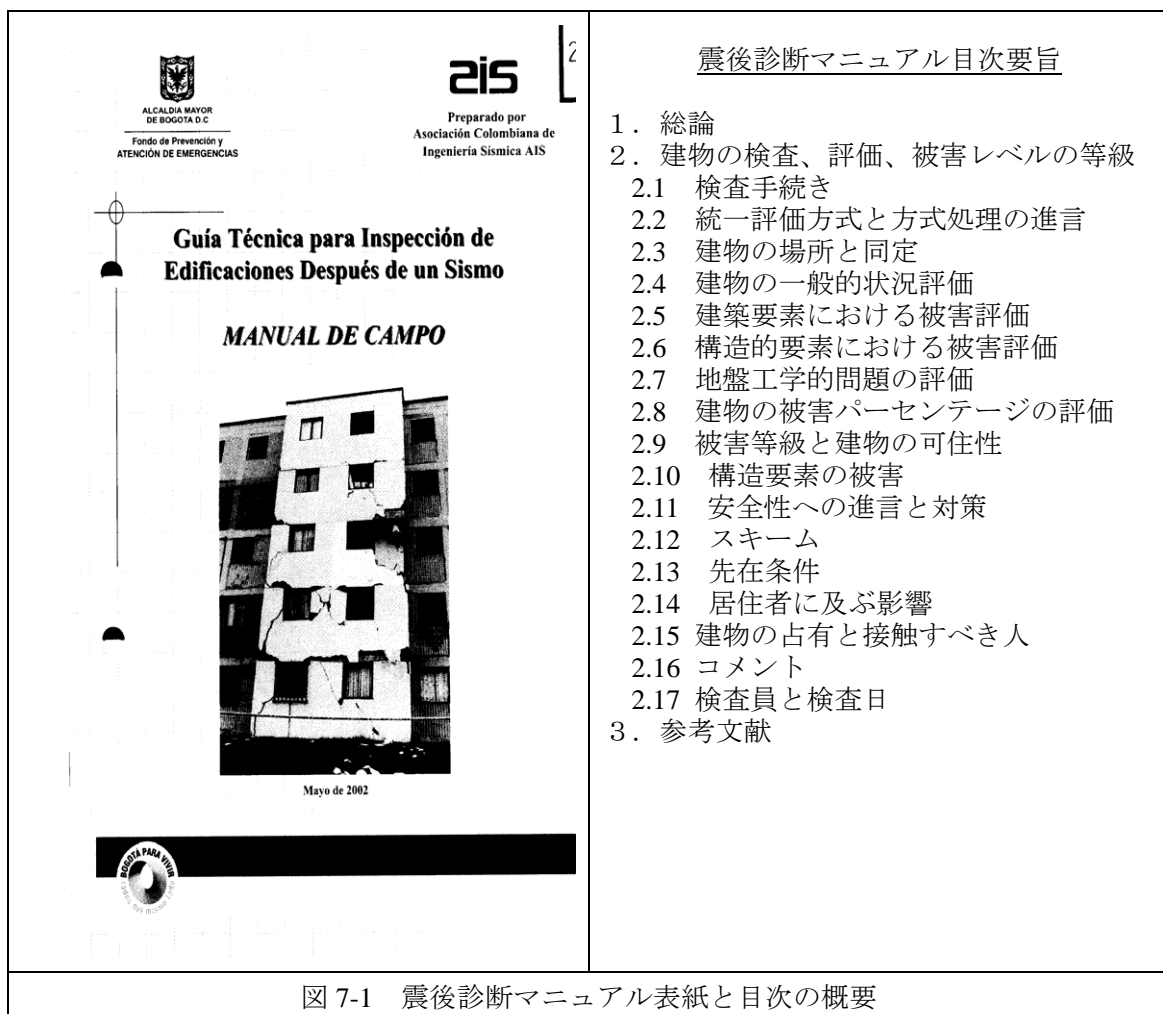 ALCALDIA MAYOR
DE BOGOTA D.C
Fondo de Prevención y
ATENCIÓN DE EMERGENCIAS
2
ais
Preparado por
Asociación Colombiana de
Ingeniería Sísmica AIS
Guía Técnica para Inspección de
Edificaciones Después de un Sismo
MANUAL DE CAMPO
Mayo de 2002
BOGOTÁ PARA VIVIR
震後診断マニュアル目次要旨
1.総論
2.建物の検査、評価、被害レベルの等級
2.1 検査手続き
2.2 統一評価方式と方式処理の進言
2.3 建物の場所と同定
2.4 建物の一般的状況評価
2.5 建築要素における被害評価
2.6 構造的要素における被害評価
2.7 地盤工学的問題の評価
2.8 建物の被害パーセンテージの評価
2.9 被害等級と建物の可住性
2.10 構造要素の被害
2.11 安全性への進言と対策
2.12 スキーム
2.13 先在条件
2.14 居住者に及ぶ影響
2.15 建物の占有と接触すべき人
2.16 コメント
2.17 検査員と検査日
3.参考文献
図 7-1 震後診断マニュアル表紙と目次の概要